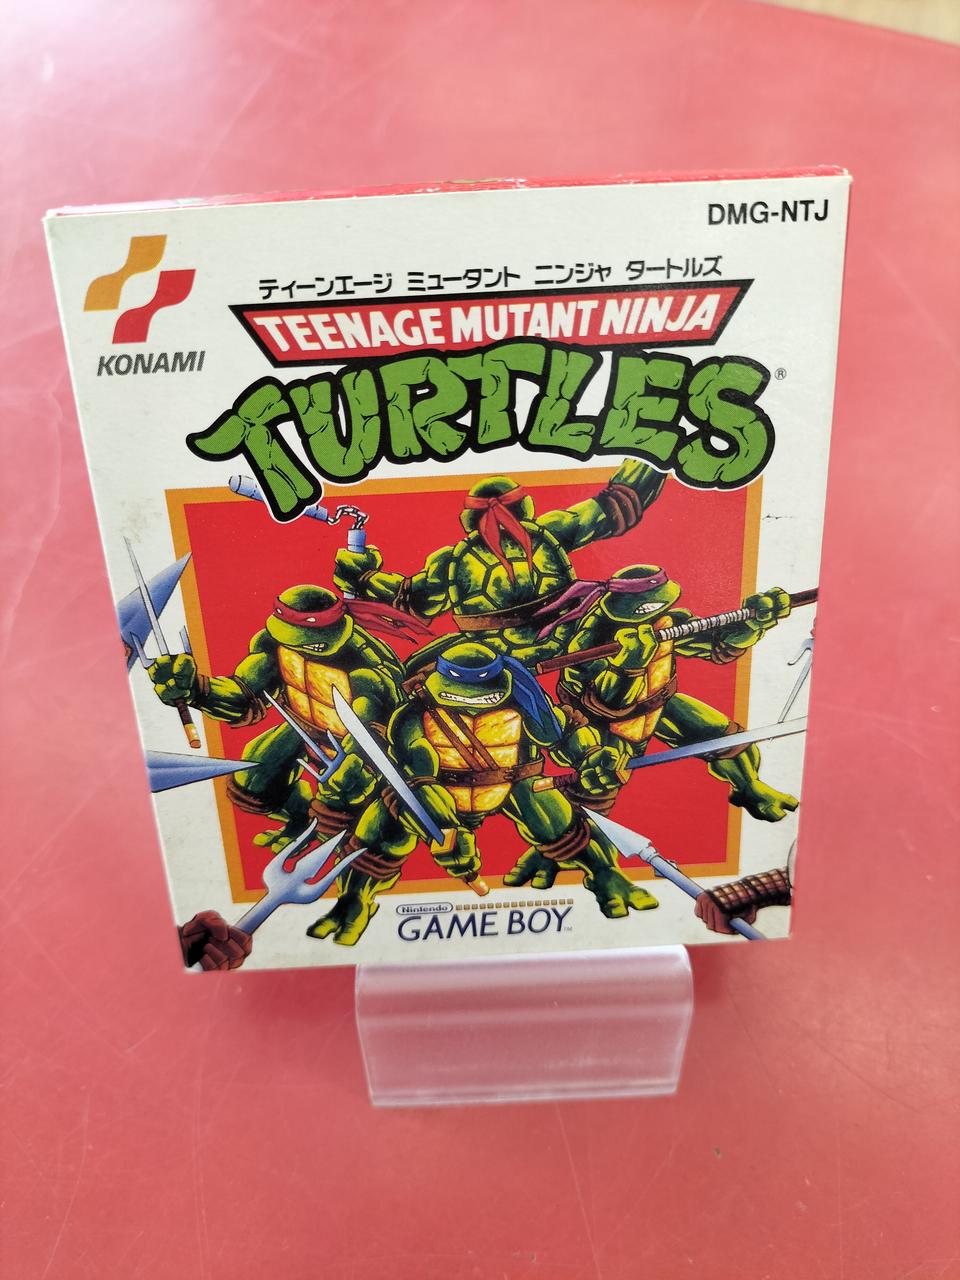 DMG-NTJ
KONAMI
ティーンエージ ミュータント ニンジャ タートルズ
TEENAGE MUTANT NINJA
TURTLES®
Nintendo
GAME BOY™